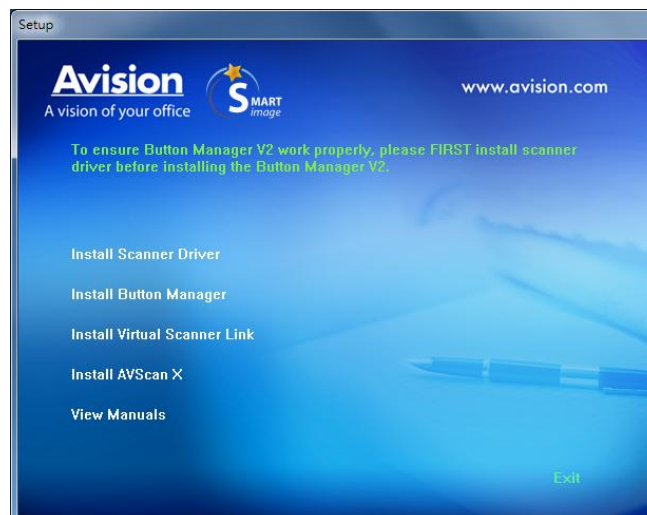 Setup
Avision
A vision of your office
SMART
image
www.avision.com
To ensure Button Manager V2 work properly, please FIRST install scanner
driver before installing the Button Manager V2.
Install Scanner Driver
Install Button Manager
Install Virtual Scanner Link
Install AVScan X
View Manuals
Exit